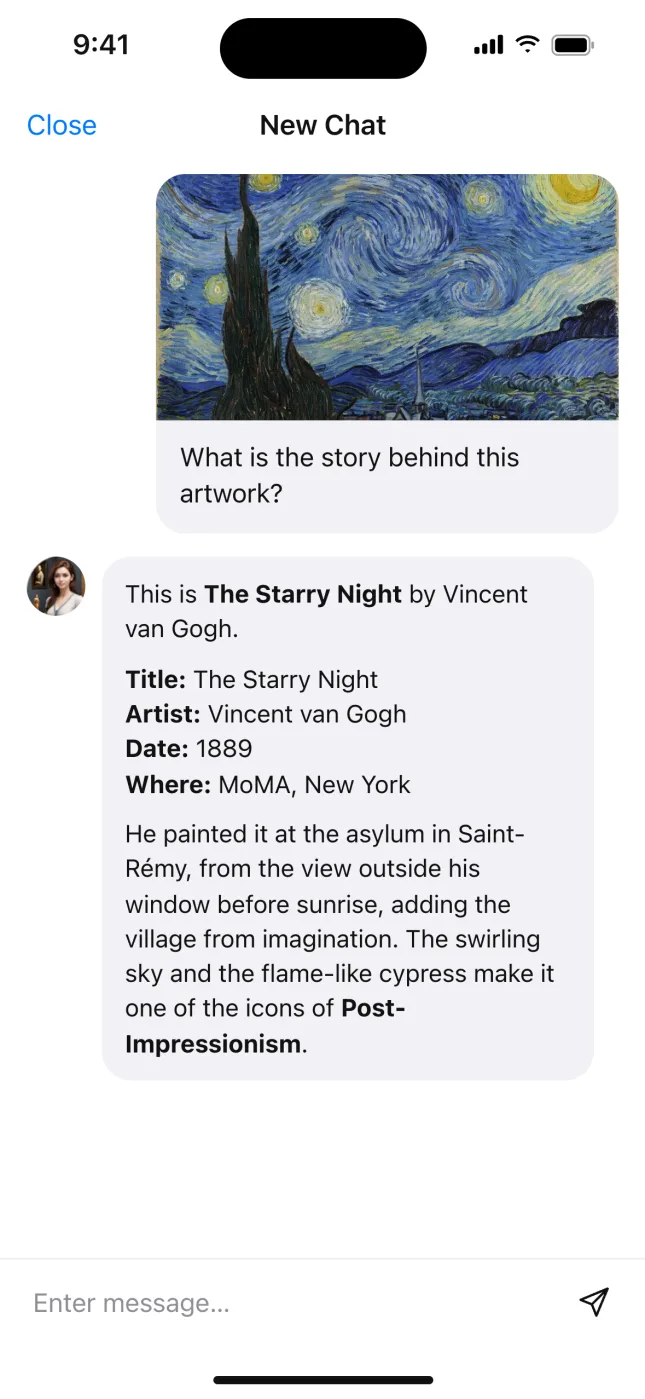 9:41
Close
New Chat
What is the story behind this
artwork?
This is The Starry Night by Vincent
van Gogh.
Title: The Starry Night
Artist: Vincent van Gogh
Date: 1889
Where: MoMA, New York
He painted it at the asylum in Saint-
Rémy, from the view outside his
window before sunrise, adding the
village from imagination. The swirling
sky and the flame-like cypress make it
one of the icons of Post-
Impressionism.
Enter message...